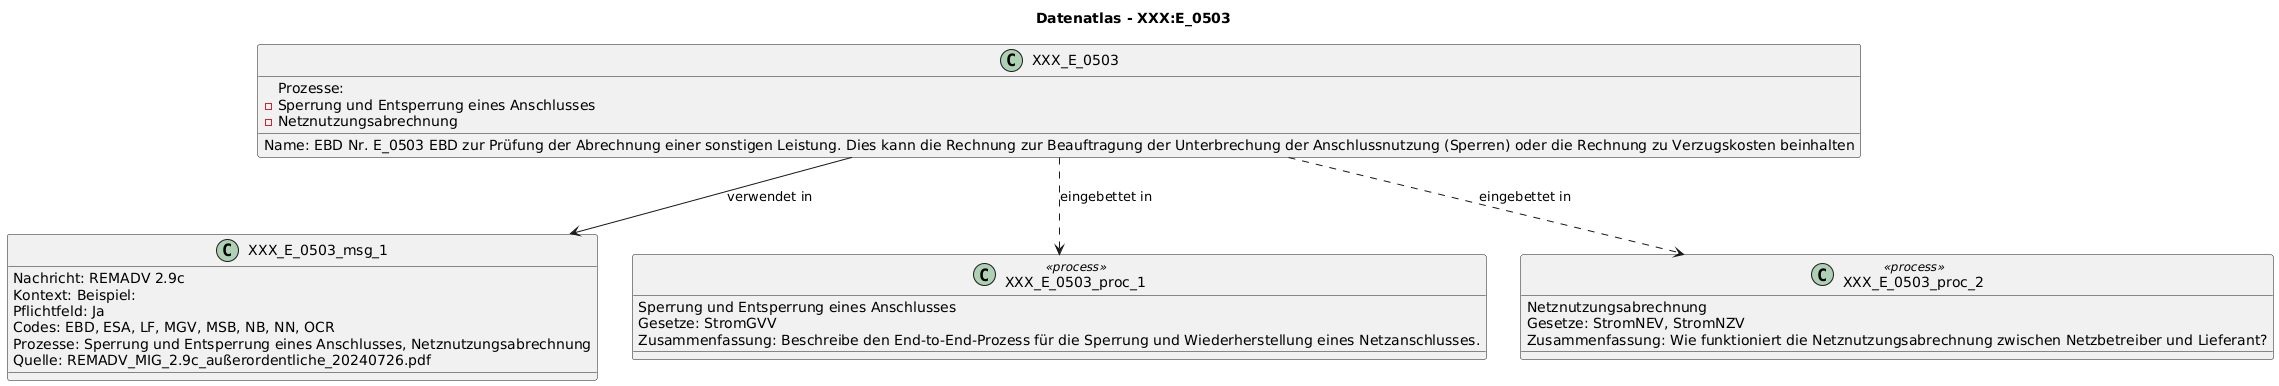 Datenatlas - XXX:E_0503
C XXX_E_0503
Prozesse:
Sperrung und Entsperrung eines Anschlusses
Netznutzungsabrechnung
Name: EBD Nr. E_0503 EBD zur Prüfung der Abrechnung einer sonstigen Leistung. Dies kann die Rechnung zur Beauftragung der Unterbrechung der Anschlussnutzung (Sperren) oder die Rechnung zu Verzugskosten beinhalten
verwendet in
eingebettet in
eingebettet in
C XXX_E_0503_msg_1
Nachricht: REMADV 2.9c
Kontext: Beispiel:
Pflichtfeld: Ja
Codes: EBD, ESA, LF, MGV, MSB, NB, NN, OCR
Prozesse: Sperrung und Entsperrung eines Anschlusses, Netznutzungsabrechnung
Quelle: REMADV_MIG_2.9c_außerordentliche_20240726.pdf
«process»
C XXX_E_0503_proc_1
Sperrung und Entsperrung eines Anschlusses
Gesetze: StromGVV
Zusammenfassung: Beschreibe den End-to-End-Prozess für die Sperrung und Wiederherstellung eines Netzanschlusses.
«process»
C XXX_E_0503_proc_2
Netznutzungsabrechnung
Gesetze: StromNEV, StromNZV
Zusammenfassung: Wie funktioniert die Netznutzungsabrechnung zwischen Netzbetreiber und Lieferant?